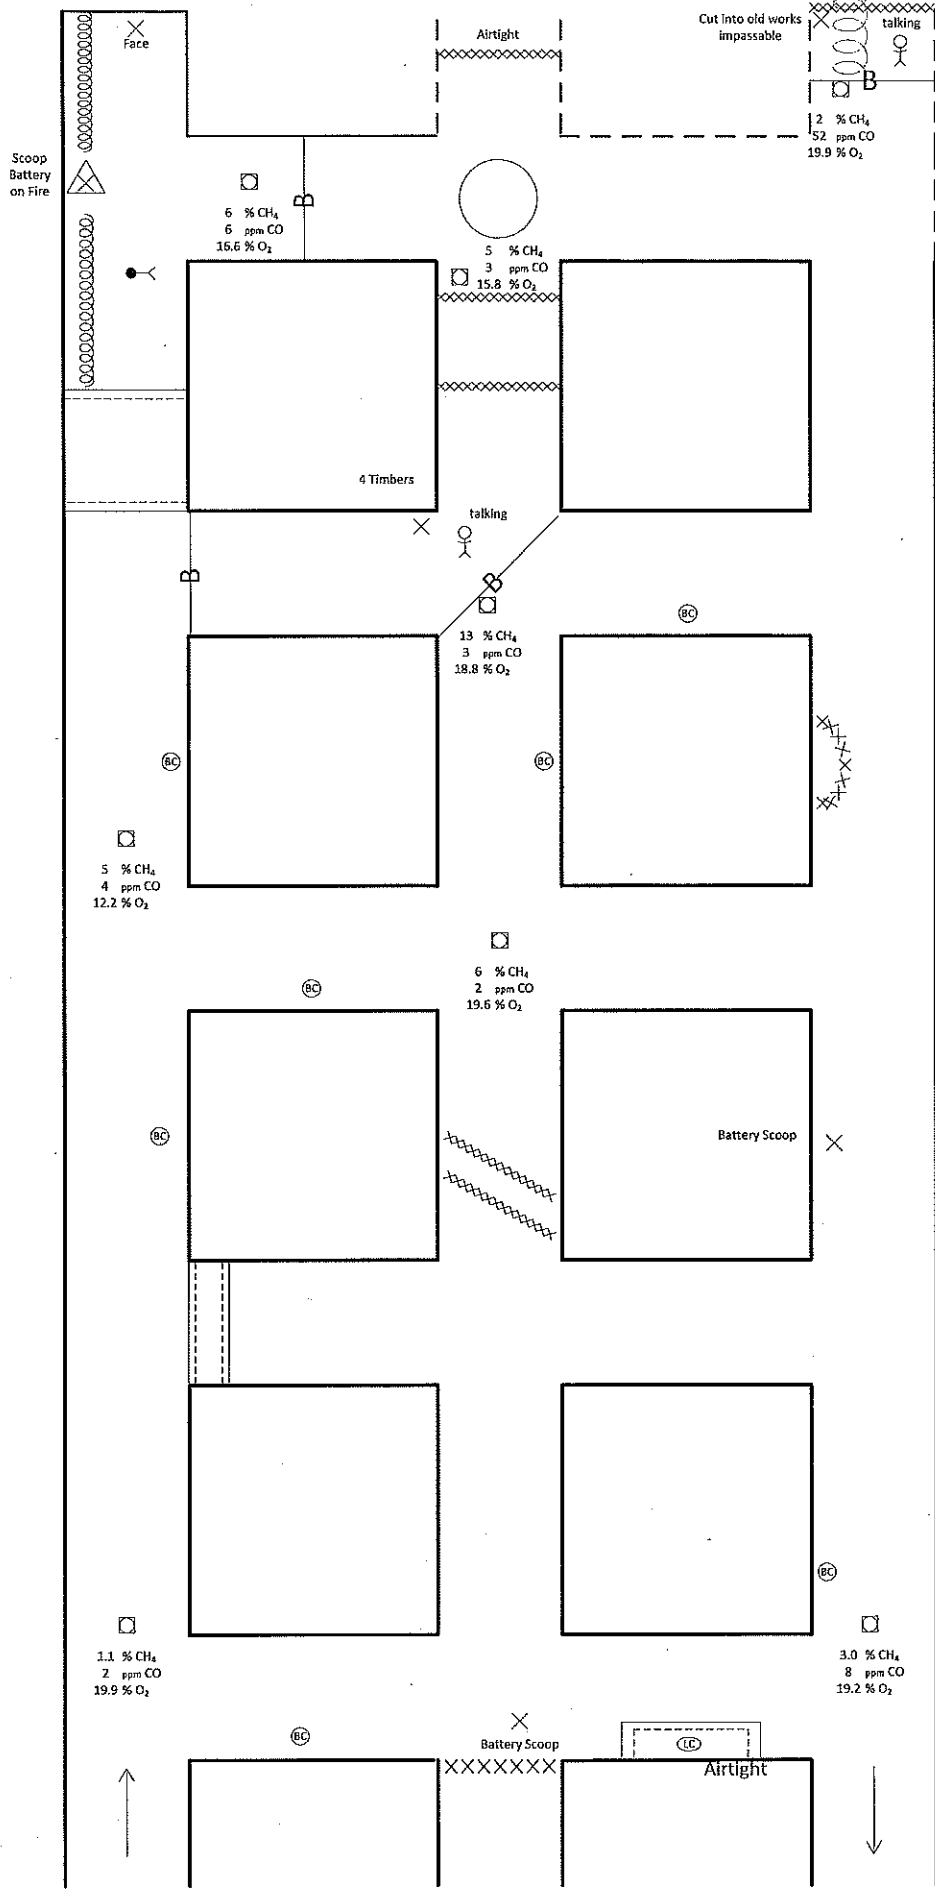 Face
Airtight
Cut into old works
impassable
talking
B
2 % CH₄
52 ppm CO
19.9 % O₂
Scoop
Battery
on Fire
B
6 % CH₄
6 ppm CO
16.6 % O₂
5 % CH₄
3 ppm CO
15.8 % O₂
4 Timbers
talking
B
B
13 % CH₄
3 ppm CO
18.8 % O₂
BC
BC
BC
5 % CH₄
4 ppm CO
12.2 % O₂
6 % CH₄
2 ppm CO
19.6 % O₂
BC
BC
Battery Scoop
BC
1.1 % CH₄
2 ppm CO
19.9 % O₂
3.0 % CH₄
8 ppm CO
19.2 % O₂
BC
Battery Scoop
LC
Airtight